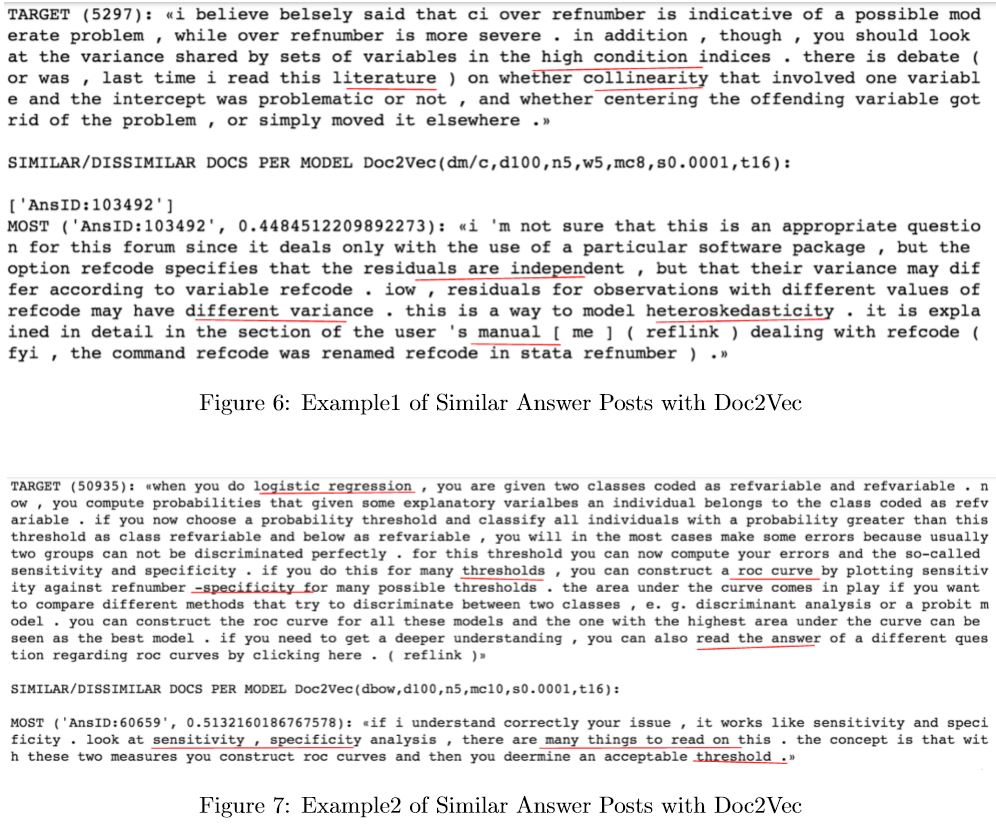 TARGET (5297): «i believe belsely said that ci over refnumber is indicative of a possible mod
erate problem , while over refnumber is more severe . in addition , though , you should look
at the variance shared by sets of variables in the high condition indices . there is debate (
or was , last time i read this literature ) on whether collinearity that involved one variabl
e and the intercept was problematic or not , and whether centering the offending variable got
rid of the problem , or simply moved it elsewhere .»
SIMILAR/DISSIMILAR DOCS PER MODEL Doc2Vec(dm/c,d100,n5,w5,mc8,s0.0001,t16):
['AnsID:103492']
MOST ('AnsID:103492', 0.4484512209892273): «i 'm not sure that this is an appropriate questio
n for this forum since it deals only with the use of a particular software package , but the
option refcode specifies that the residuals are independent , but that their variance may dif
fer according to variable refcode . iow , residuals for observations with different values of
refcode may have different variance . this is a way to model heteroskedasticity . it is expla
ined in detail in the section of the user 's manual [ me ] ( reflink ) dealing with refcode (
fyi , the command refcode was renamed refcode in stata refnumber ) .»
Figure 6: Example1 of Similar Answer Posts with Doc2Vec
TARGET (50935): «when you do logistic regression , you are given two classes coded as refvariable and refvariable . n
ow , you compute probabilities that given some explanatory varialbes an individual belongs to the class coded as refv
ariable . if you now choose a probability threshold and classify all individuals with a probability greater than this
threshold as class refvariable and below as refvariable , you will in the most cases make some errors because usually
two groups can not be discriminated perfectly . for this threshold you can now compute your errors and the so-called
sensitivity and specificity . if you do this for many thresholds , you can construct a roc curve by plotting sensitiv
ity against refnumber -specificity for many possible thresholds . the area under the curve comes in play if you want
to compare different methods that try to discriminate between two classes , e. g. discriminant analysis or a probit m
odel . you can construct the roc curve for all these models and the one with the highest area under the curve can be
seen as the best model . if you need to get a deeper understanding , you can also read the answer of a different ques
tion regarding roc curves by clicking here . ( reflink )»
SIMILAR/DISSIMILAR DOCS PER MODEL Doc2Vec(dbow,d100,n5,mc10,s0.0001,t16):
MOST ('AnsID:60659', 0.5132160186767578): «if i understand correctly your issue , it works like sensitivity and speci
ficity . look at sensitivity , specificity analysis , there are many things to read on this . the concept is that wit
h these two measures you construct roc curves and then you deermine an acceptable threshold .»
Figure 7: Example2 of Similar Answer Posts with Doc2Vec